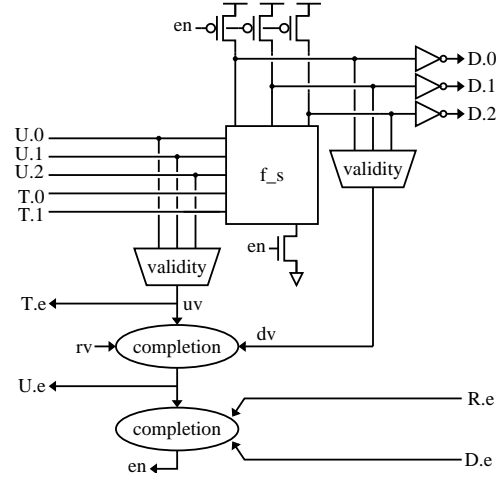 en
D.0
D.1
D.2
U.0
U.1
U.2
T.0
T.1
f_s
validity
en
validity
T.e
uv
rv
completion
dv
U.e
R.e
completion
D.e
en